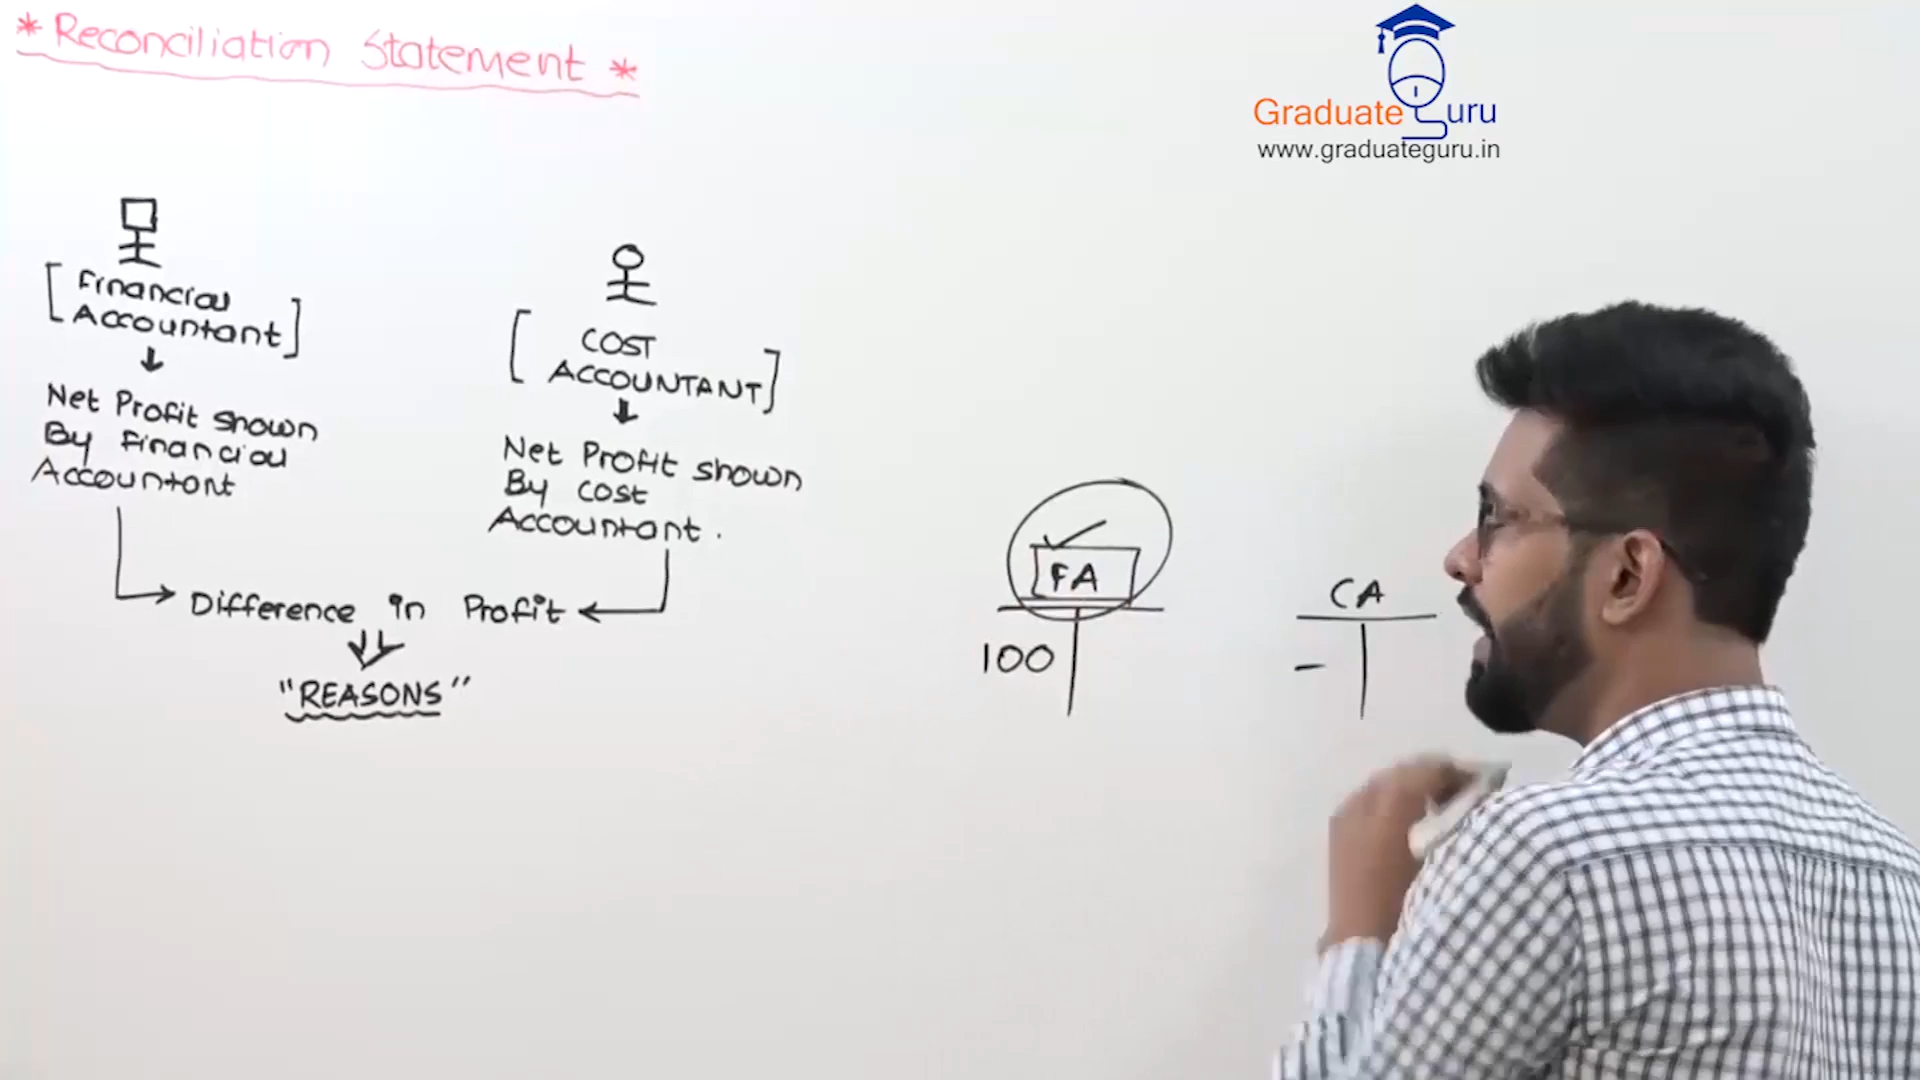 * Reconciliation Statement *
Graduate Guru
www.graduateguru.in
[Financial
Accountant]
Net Profit shown
By Financial
Accountant
[COST
ACCOUNTANT]
Net Profit shown
By cost
Accountant.
Difference in Profit
"REASONS"
FA
100
CA
-